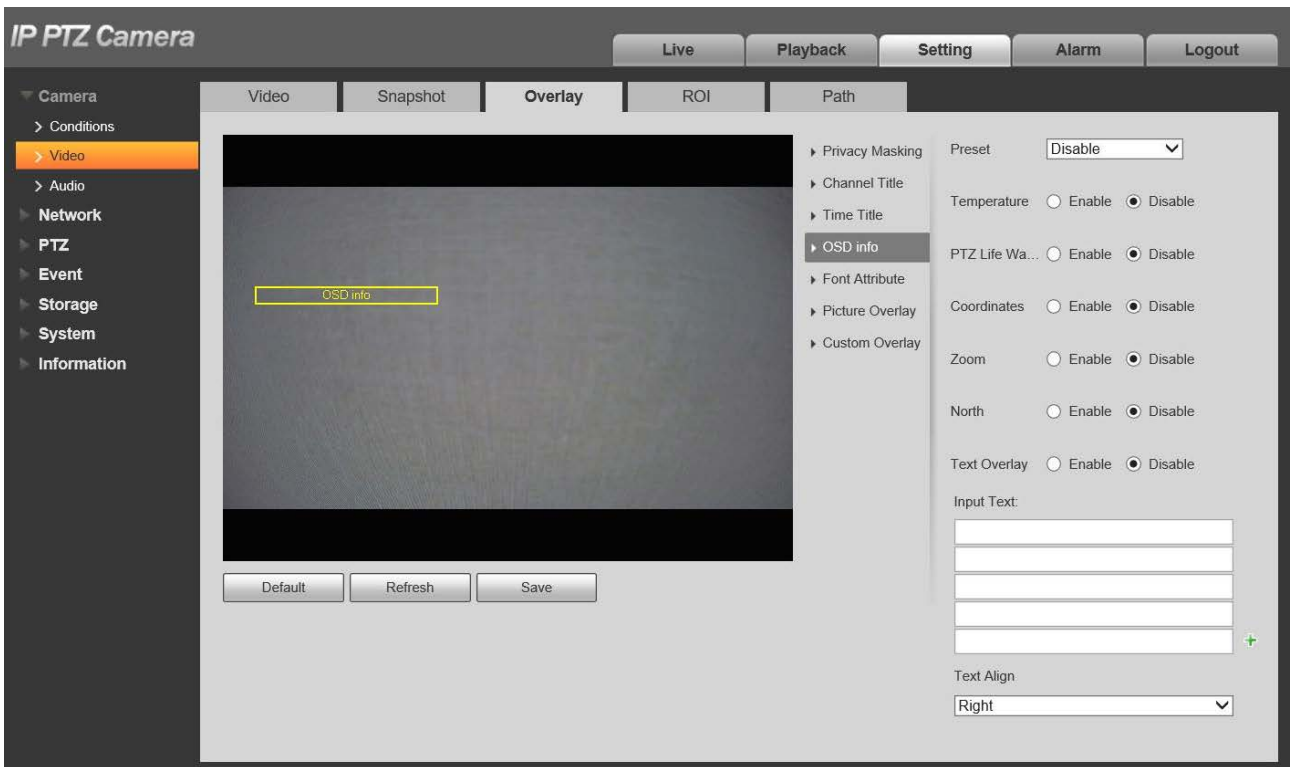 IP PTZ Camera
Live
Playback
Setting
Alarm
Logout
Camera
Conditions
Video
Audio
Network
PTZ
Event
Storage
System
Information
Video
Snapshot
Overlay
ROI
Path
OSD info
Default
Refresh
Save
Privacy Masking
Channel Title
Time Title
OSD info
Font Attribute
Picture Overlay
Custom Overlay
Preset Disable
Temperature Enable Disable
PTZ Life Wa... Enable Disable
Coordinates Enable Disable
Zoom Enable Disable
North Enable Disable
Text Overlay Enable Disable
Input Text:
Text Align
Right